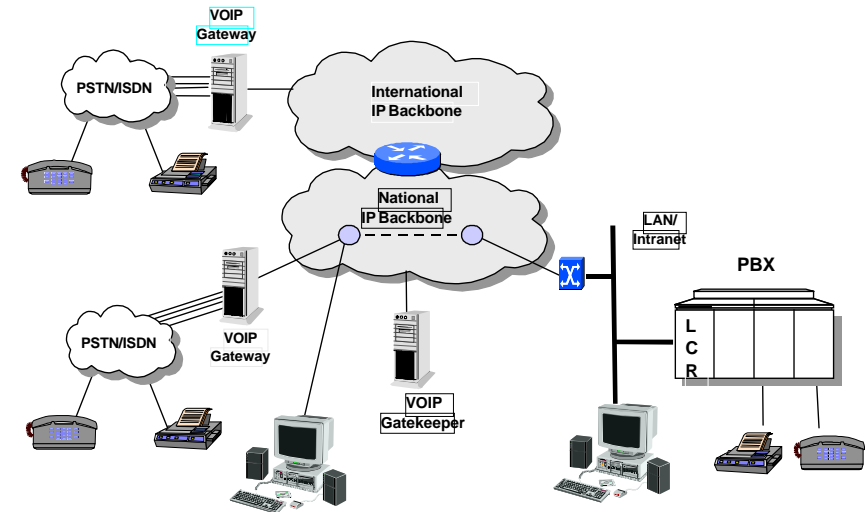 VOIP
Gateway
PSTN/ISDN
International
IP Backbone
National
IP Backbone
LAN/
Intranet
PBX
L
C
R
PSTN/ISDN
VOIP
Gateway
VOIP
Gatekeeper